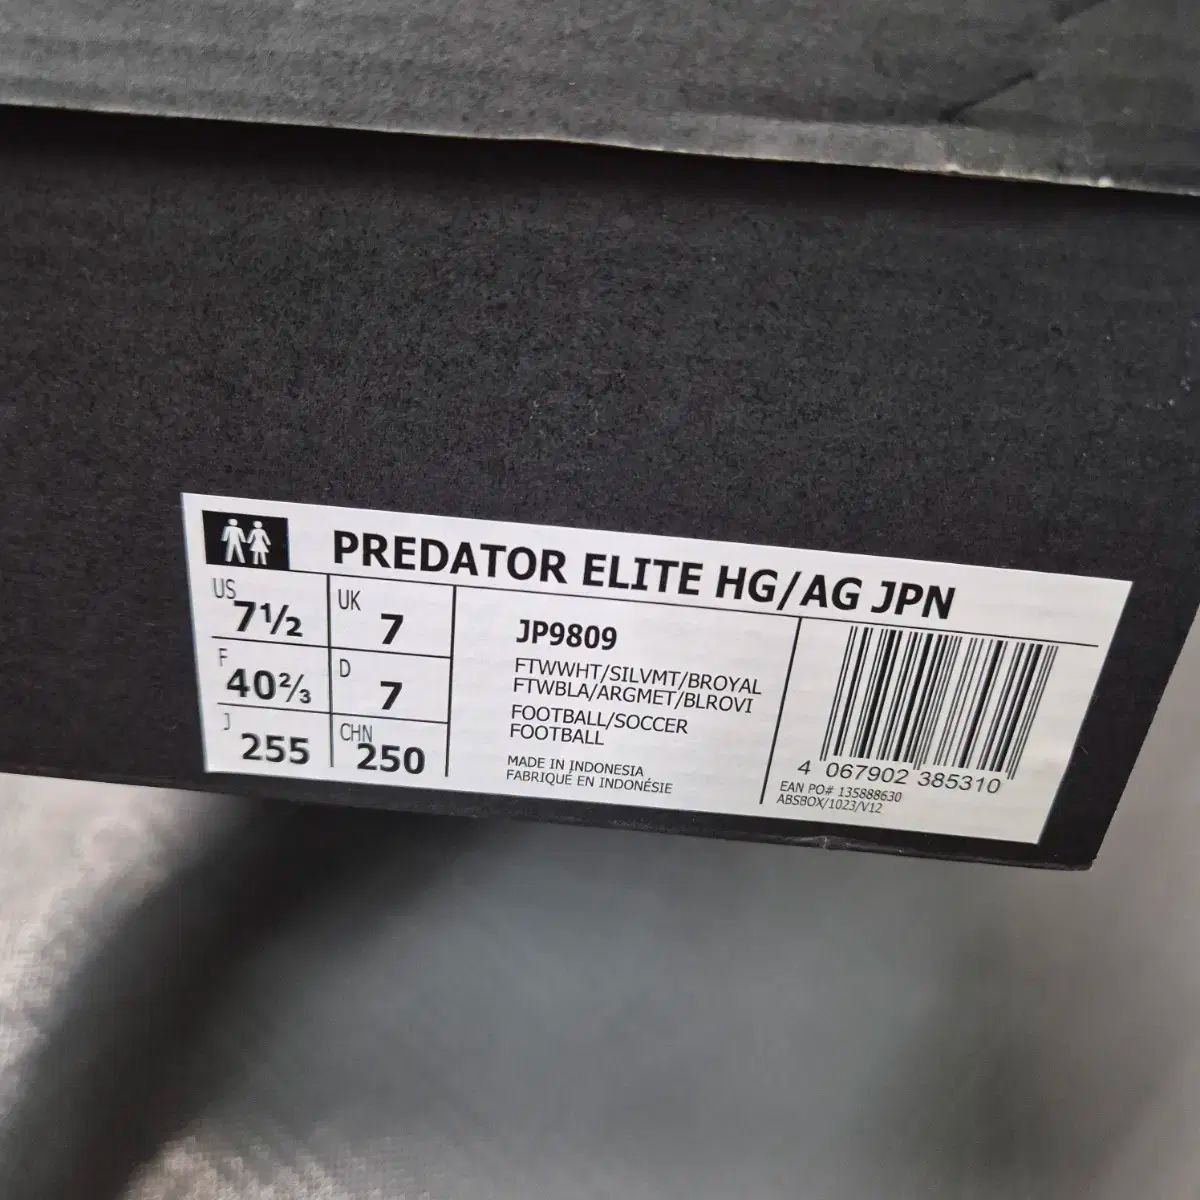 PREDATOR ELITE HG/AG JPN
US 7½
UK 7
F 40⅔
D 7
J 255
CHN 250
JP9809
FTWWHT/SILVMT/BROYAL
FTWBLA/ARGMET/BLROVI
FOOTBALL/SOCCER
FOOTBALL
MADE IN INDONESIA
FABRIQUÉ EN INDONÉSIE
4 067902 385310
EAN PO# 135888630
ABSBOX/1023/V12